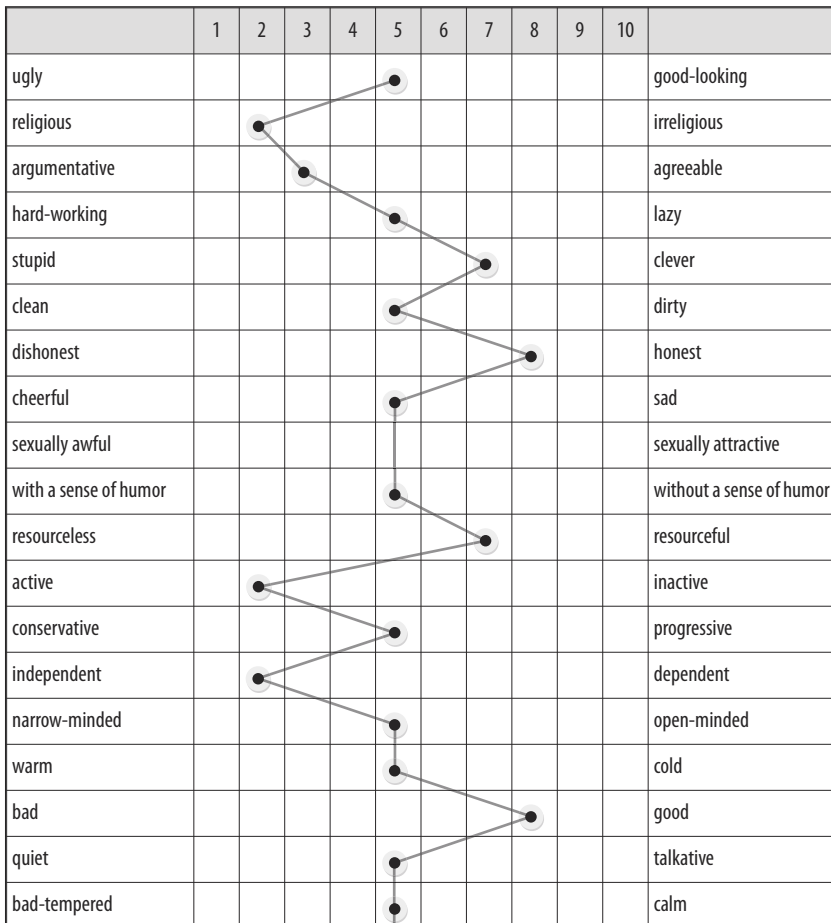 1 2 3 4 5 6 7 8 9 10
ugly good-looking
religious irreligious
argumentative agreeable
hard-working lazy
stupid clever
clean dirty
dishonest honest
cheerful sad
sexually awful sexually attractive
with a sense of humor without a sense of humor
resourceless resourceful
active inactive
conservative progressive
independent dependent
narrow-minded open-minded
warm cold
bad good
quiet talkative
bad-tempered calm